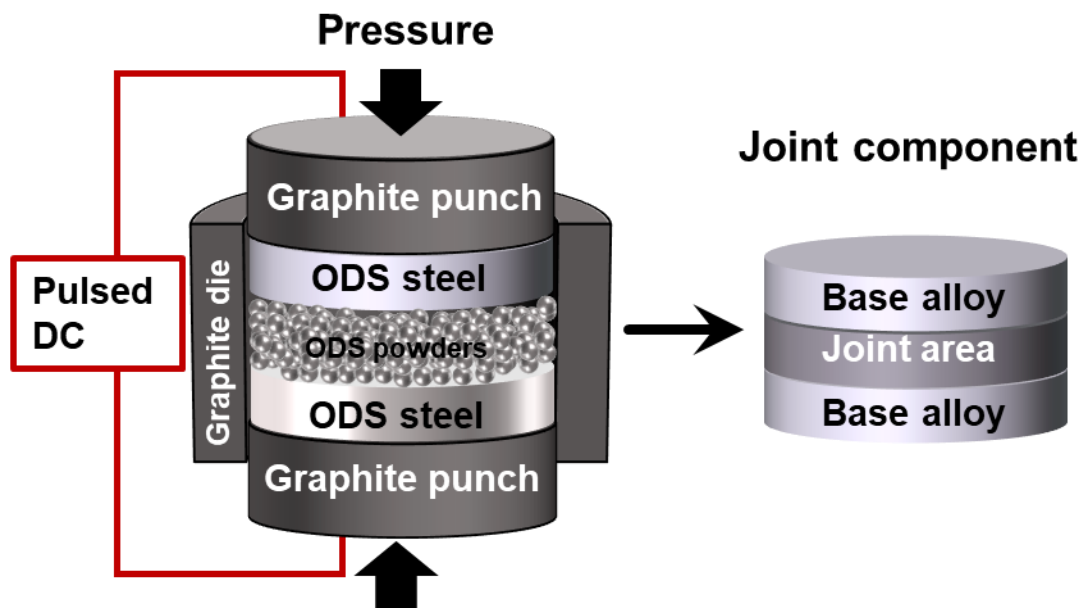 Pressure
Graphite punch
ODS steel
Pulsed
DC
Graphite die
ODS powders
ODS steel
Graphite punch
Joint component
Base alloy
Joint area
Base alloy